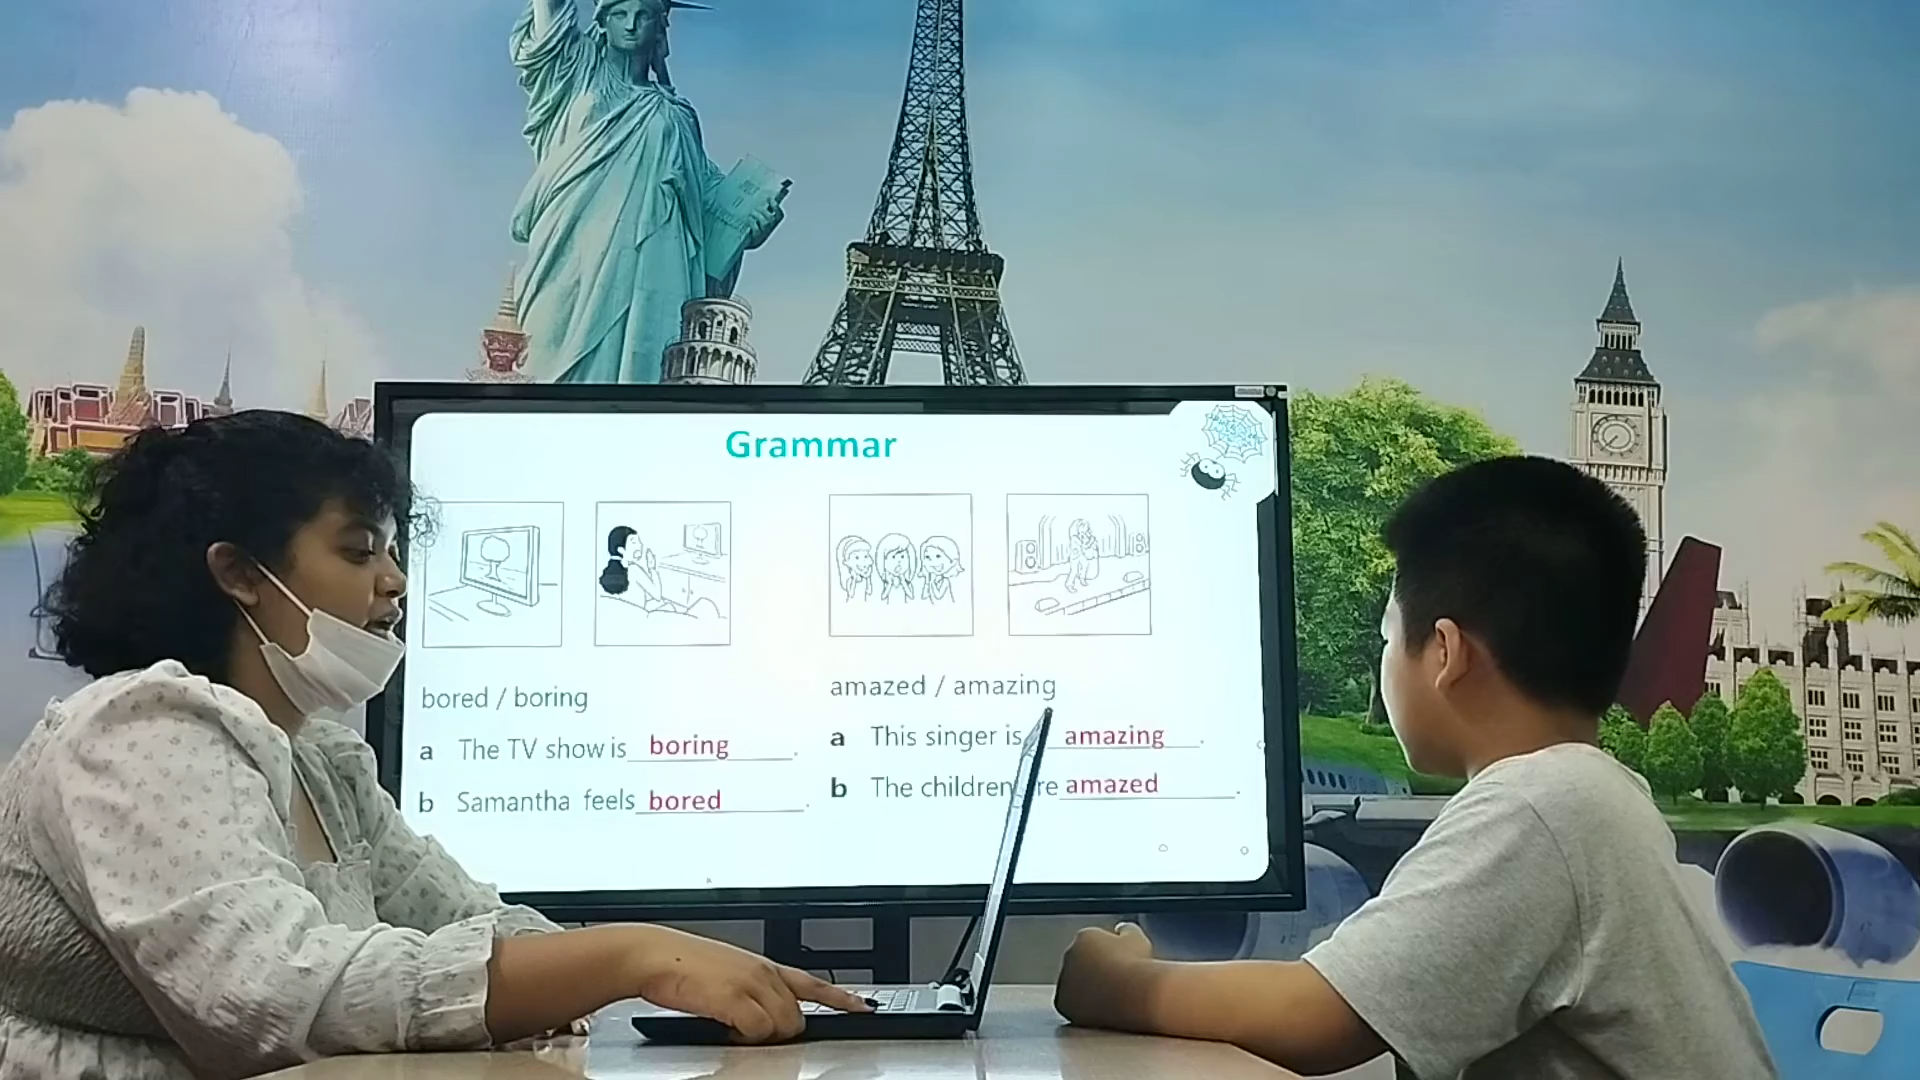 Grammar
bored / boring
a The TV show is boring.
b Samantha feels bored.
amazed / amazing
a This singer is amazing.
b The children re amazed.